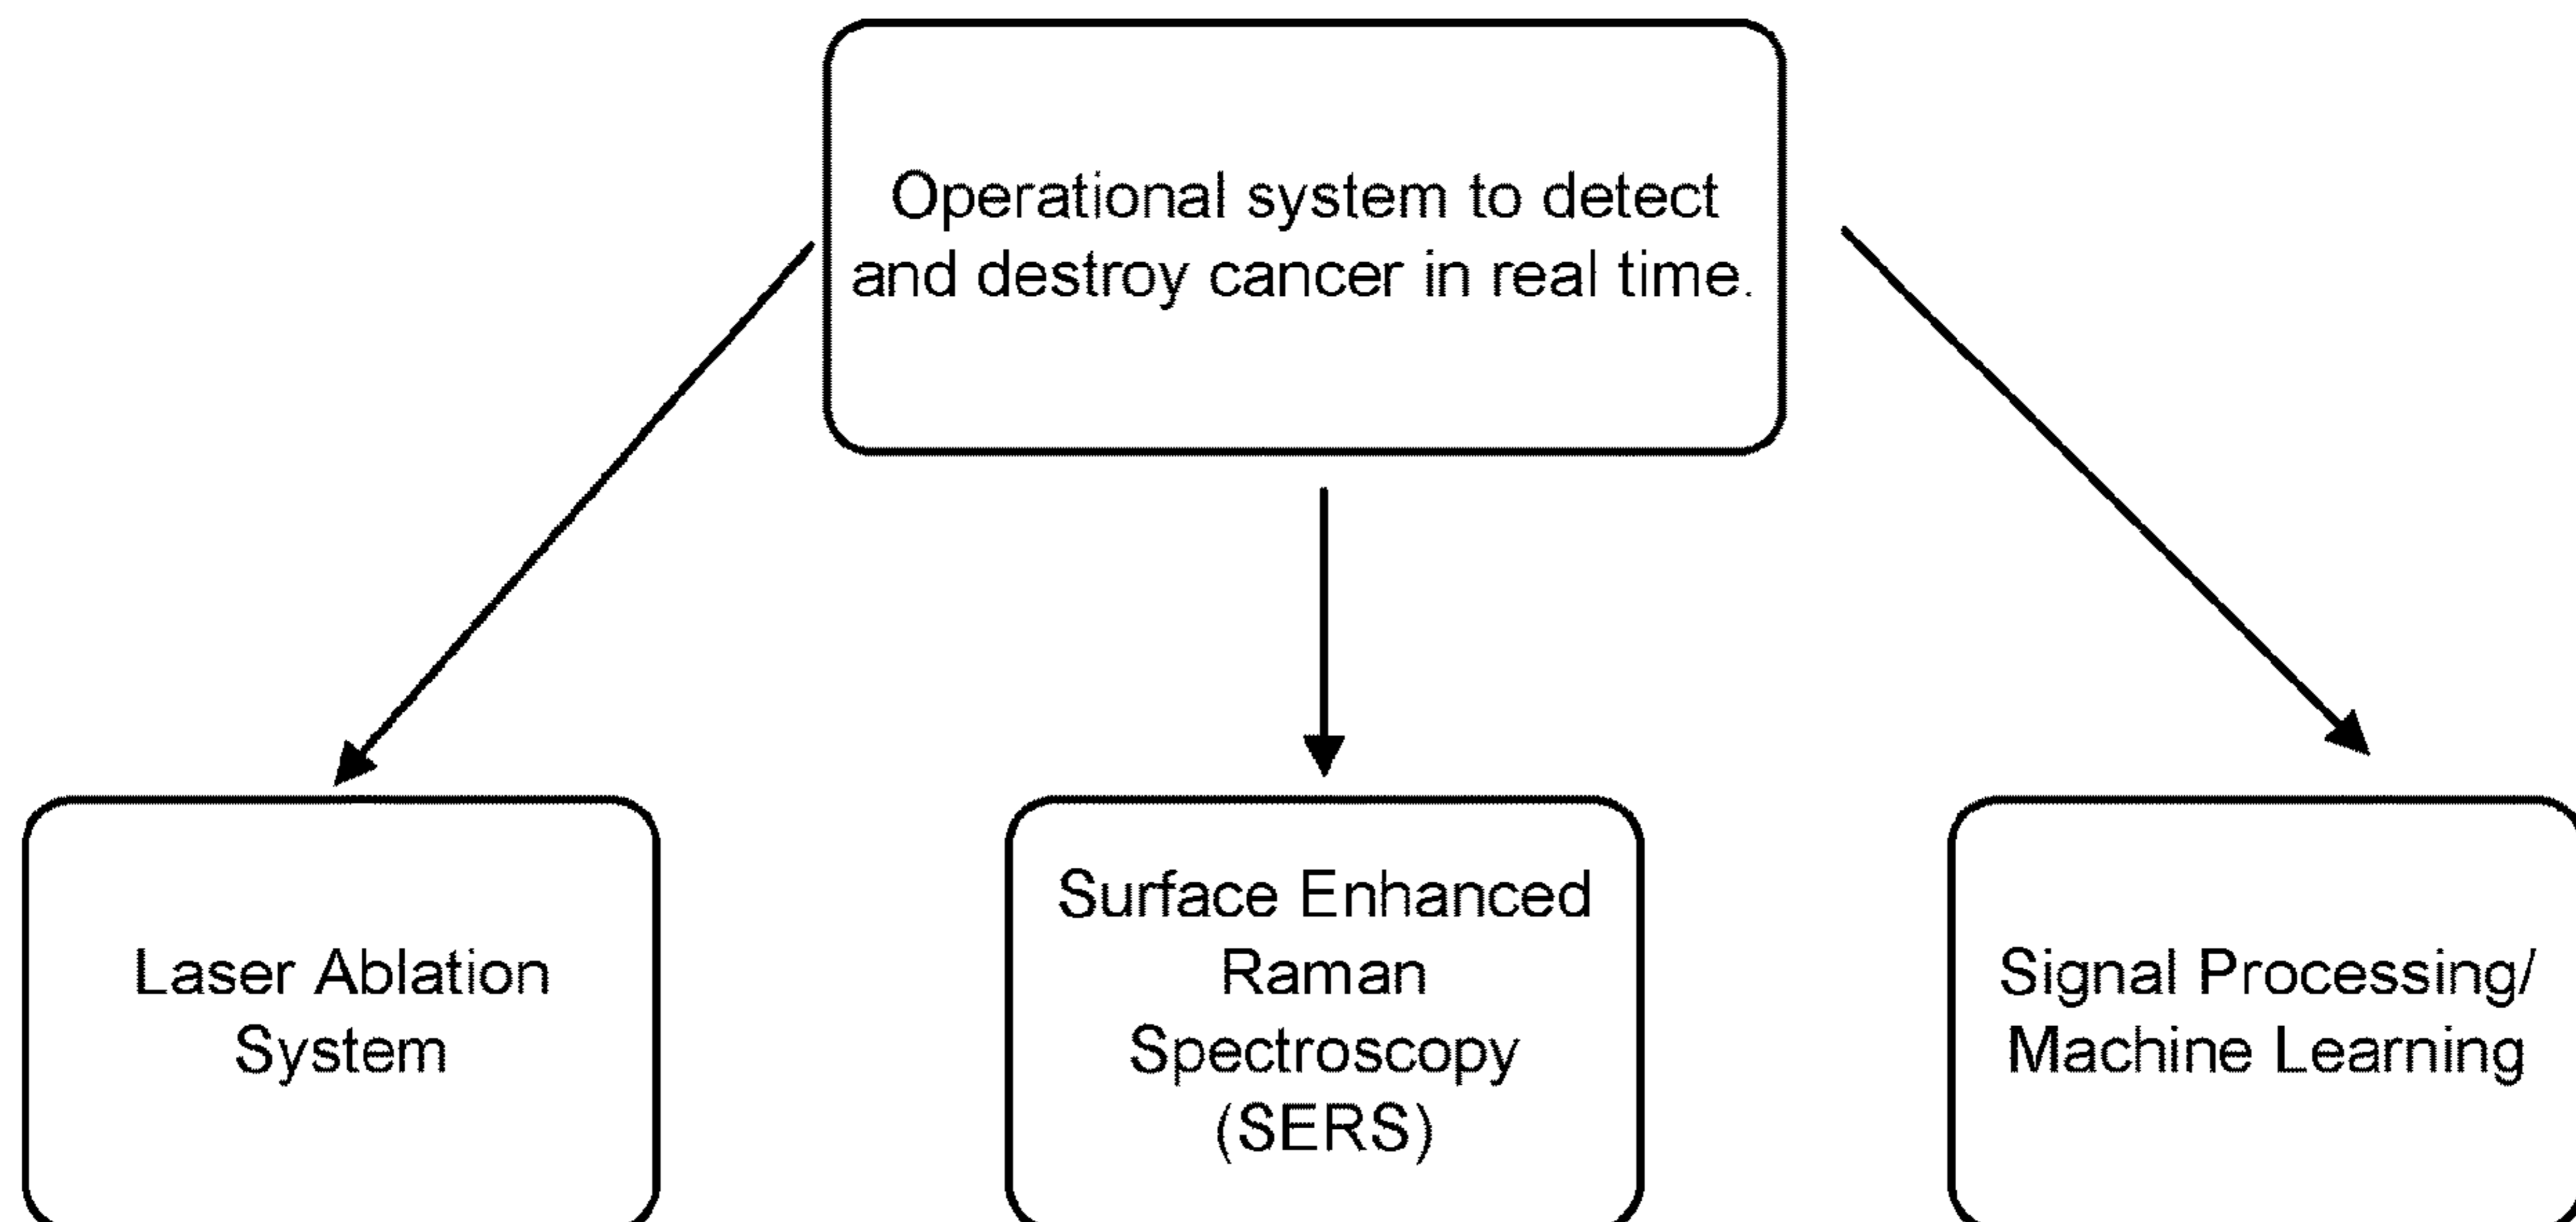 Operational system to detect
and destroy cancer in real time.
Laser Ablation
System
Surface Enhanced
Raman
Spectroscopy
(SERS)
Signal Processing/
Machine Learning